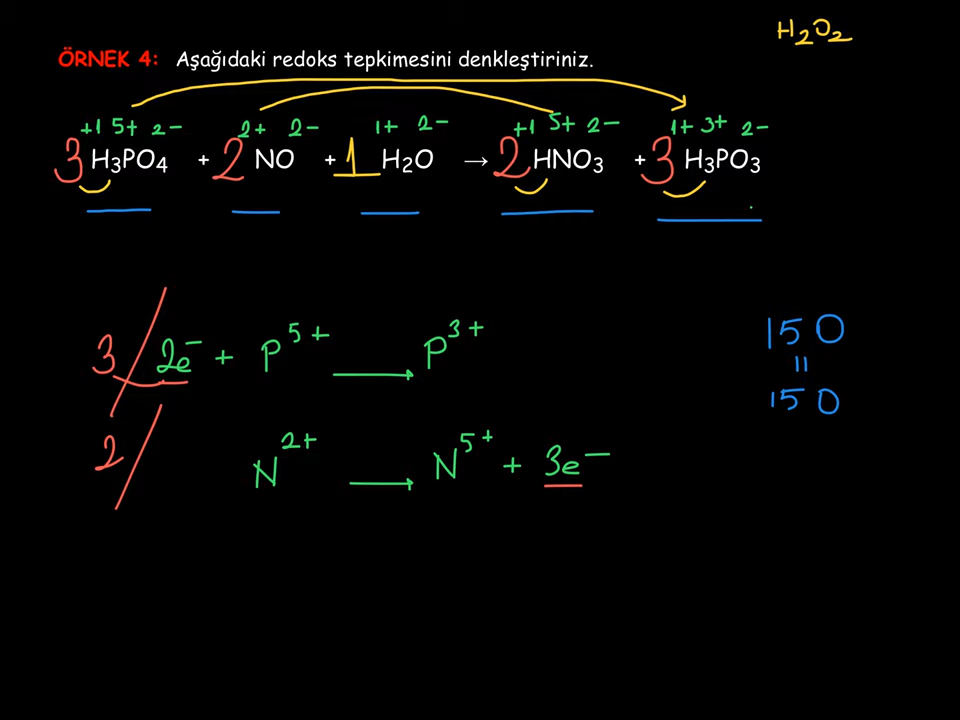 H₂O₂
ÖRNEK 4: Aşağıdaki redoks tepkimesini denkleştiriniz.
+1 5+ 2- 2+ 2- 1+ 2- +1 5+ 2- 1+ 3+ 2-
3 H₃PO₄ + 2 NO + 1 H₂O → 2 HNO₃ + 3 H₃PO₃
3 / 2e⁻ + P⁵⁺ → P³⁺
2 / N²⁺ → N⁵⁺ + 3e⁻
15 O
=
15 O